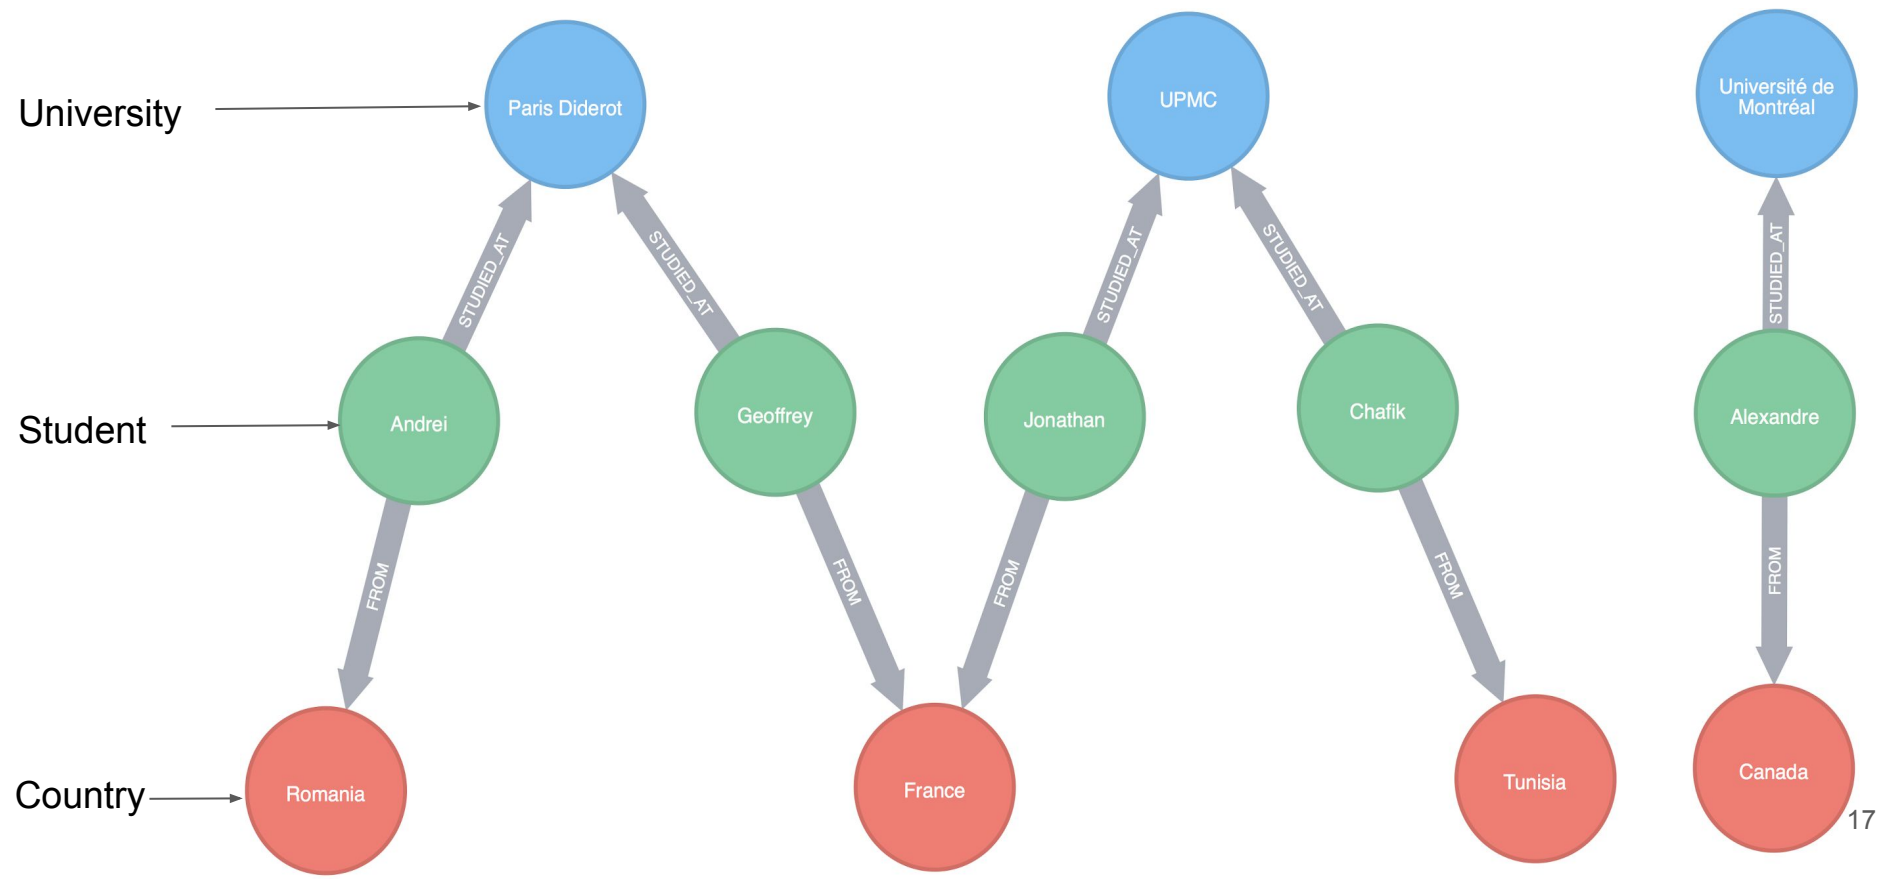 University
Paris Diderot
UPMC
Université de
Montréal
STUDIED_AT
STUDIED_AT
STUDIED_AT
STUDIED_AT
STUDIED_AT
Student
Andrei
Geoffrey
Jonathan
Chafik
Alexandre
FROM
FROM
FROM
FROM
FROM
Country
Romania
France
Tunisia
Canada
17